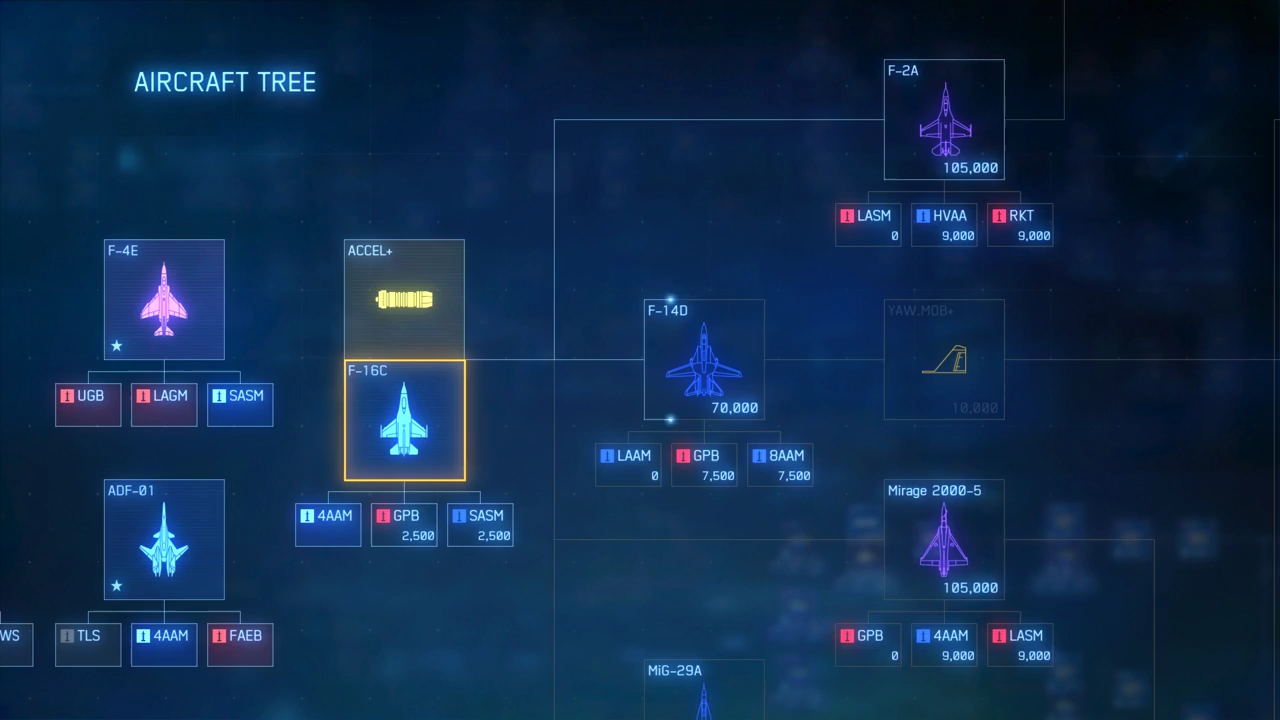 AIRCRAFT TREE
F-2A
105,000
LASM
0
HVAA
9,000
RKT
9,000
F-4E
UGB
LAGM
SASM
ACCEL+
F-16C
4AAM
GPB
2,500
SASM
2,500
F-14D
70,000
LAAM
0
GPB
7,500
8AAM
7,500
YAW.MOB+
10,000
ADF-01
WS
TLS
4AAM
FAEB
Mirage 2000-5
105,000
GPB
0
4AAM
9,000
LASM
9,000
MiG-29A